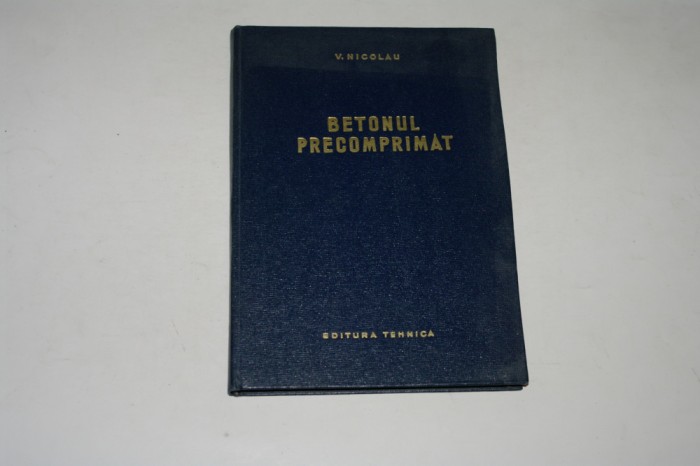 V. NICOLAU
BETONUL
PRECOMPRIMAT
EDITURA TEHNICA